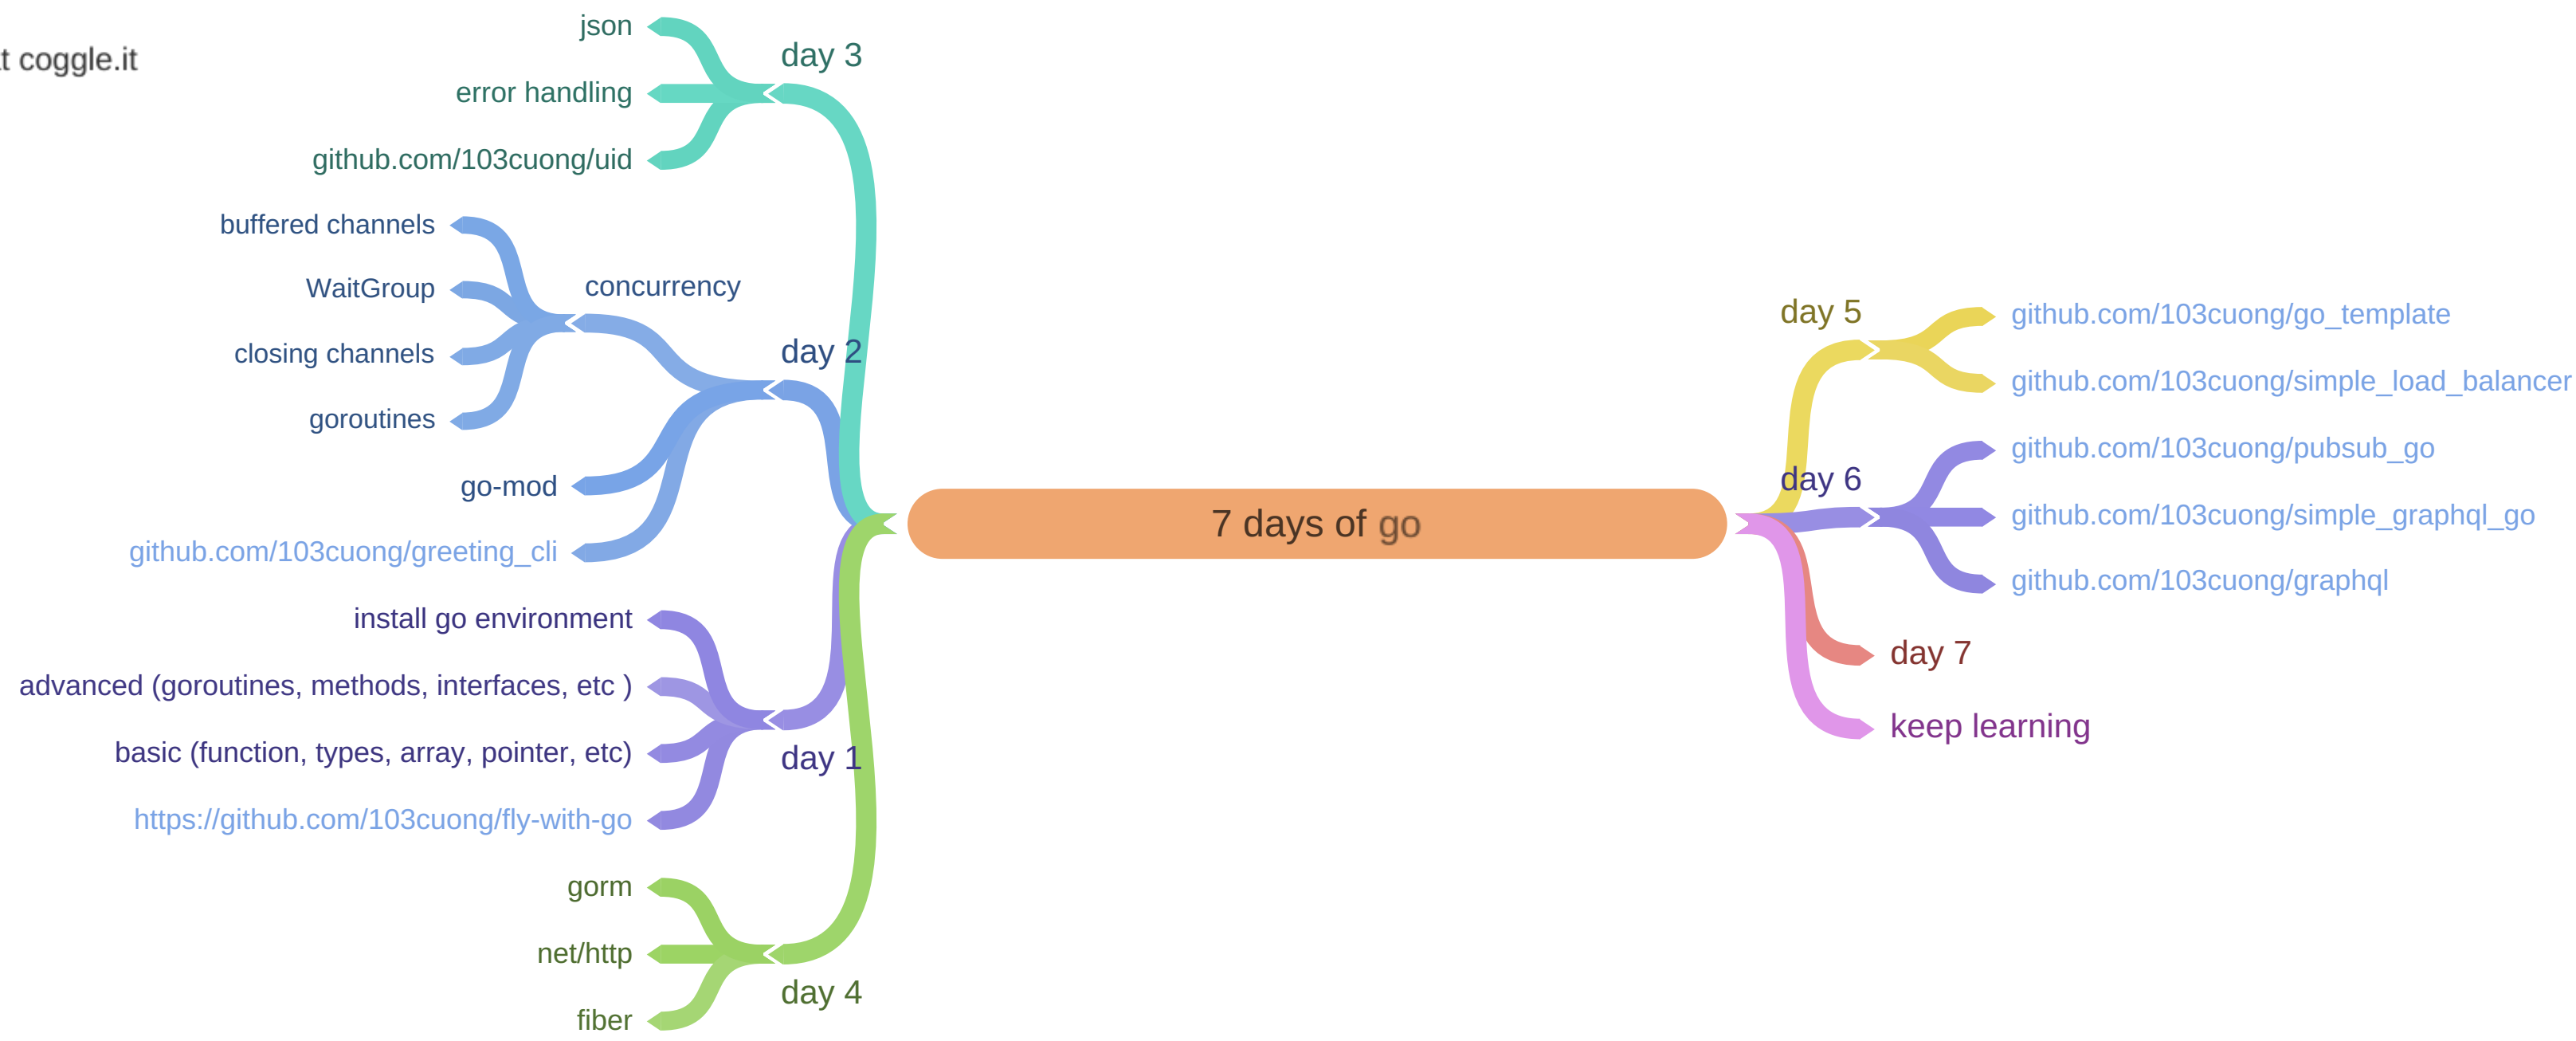 coggle.it
json
day 3
error handling
github.com/103cuong/uid
buffered channels
WaitGroup
concurrency
closing channels
day 2
goroutines
go-mod
github.com/103cuong/greeting_cli
install go environment
advanced (goroutines, methods, interfaces, etc )
basic (function, types, array, pointer, etc)
day 1
https://github.com/103cuong/fly-with-go
gorm
net/http
day 4
fiber
7 days of go
day 5
github.com/103cuong/go_template
github.com/103cuong/simple_load_balancer
day 6
github.com/103cuong/pubsub_go
github.com/103cuong/simple_graphql_go
github.com/103cuong/graphql
day 7
keep learning